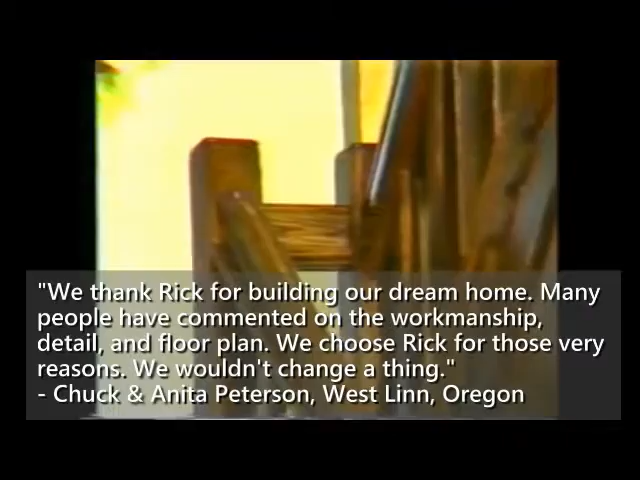 "We thank Rick for building our dream home. Many
people have commented on the workmanship,
detail, and floor plan. We choose Rick for those very
reasons. We wouldn't change a thing."
- Chuck & Anita Peterson, West Linn, Oregon